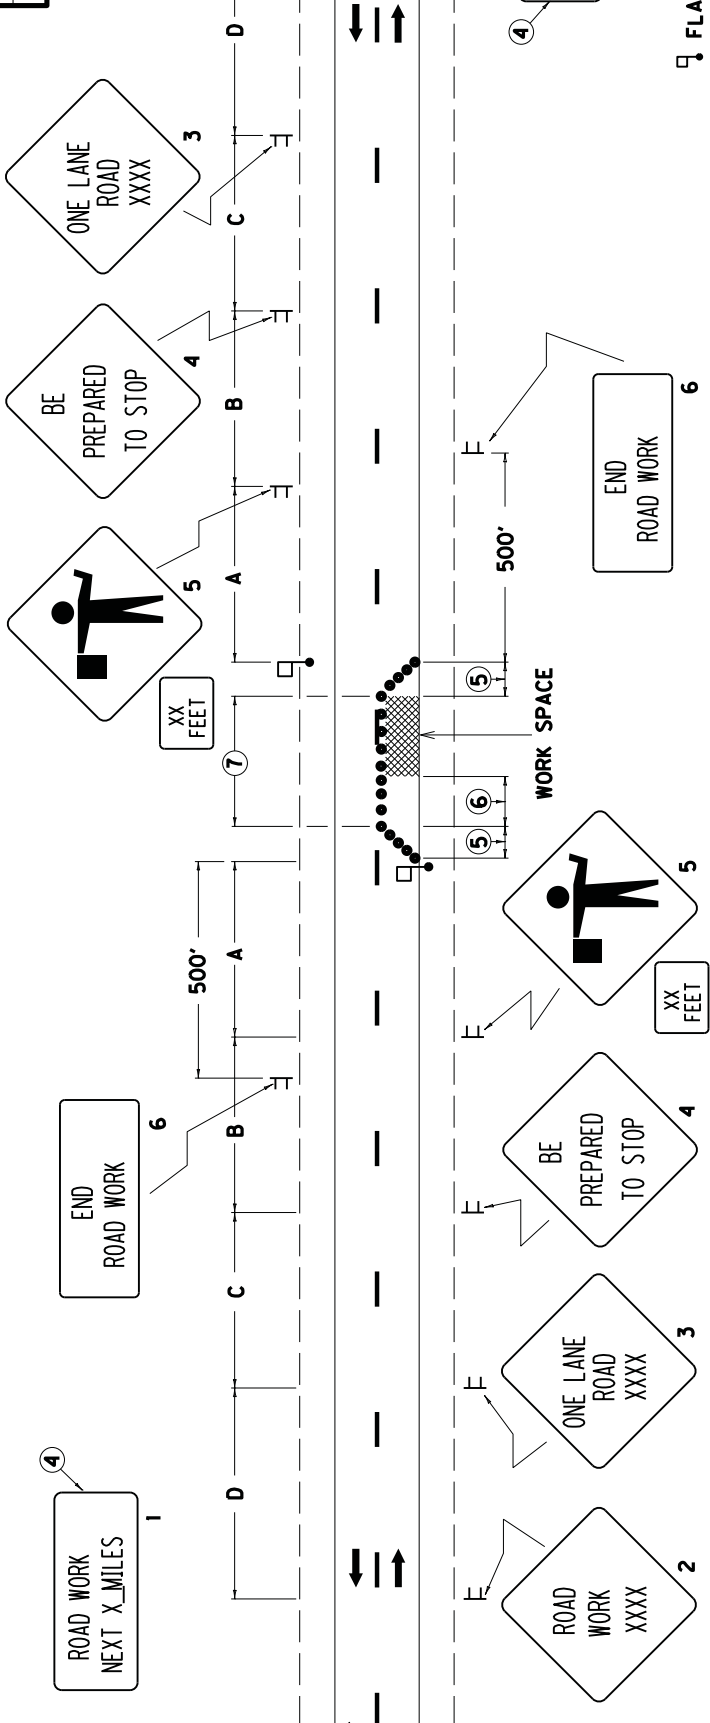 D
4
FLA
ONE LANE
ROAD
XXXX
3
C
BE
PREPARED
TO STOP
4
B
5
A
XX
FEET
7
END
ROAD WORK
6
500'
5
6
5
WORK SPACE
500'
A
5
XX
FEET
END
ROAD WORK
6
B
BE
PREPARED
TO STOP
4
C
ONE LANE
ROAD
XXXX
3
4
D
ROAD WORK
NEXT X_MILES
1
ROAD
WORK
XXXX
2